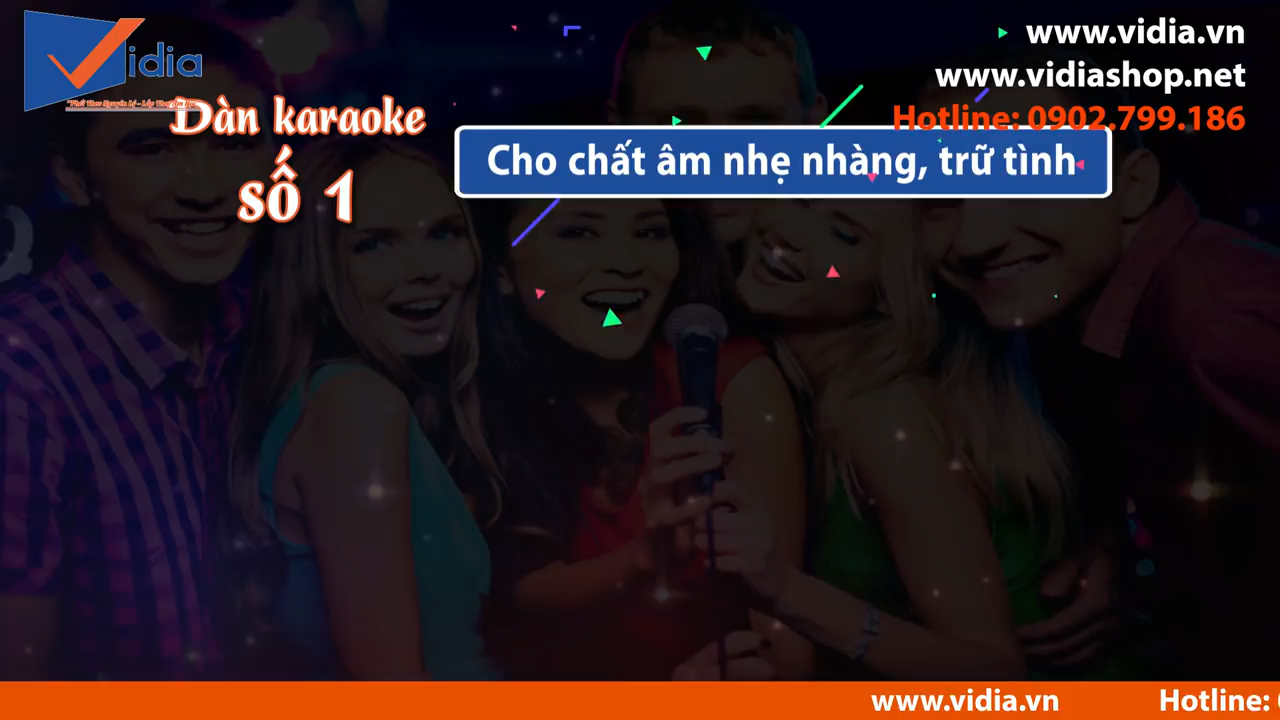 Vidia
www.vidia.vn
www.vidiashop.net
Hotline: 0902.799.186
Dàn karaoke
số 1
Cho chất âm nhẹ nhàng, trữ tình
www.vidia.vn
Hotline: